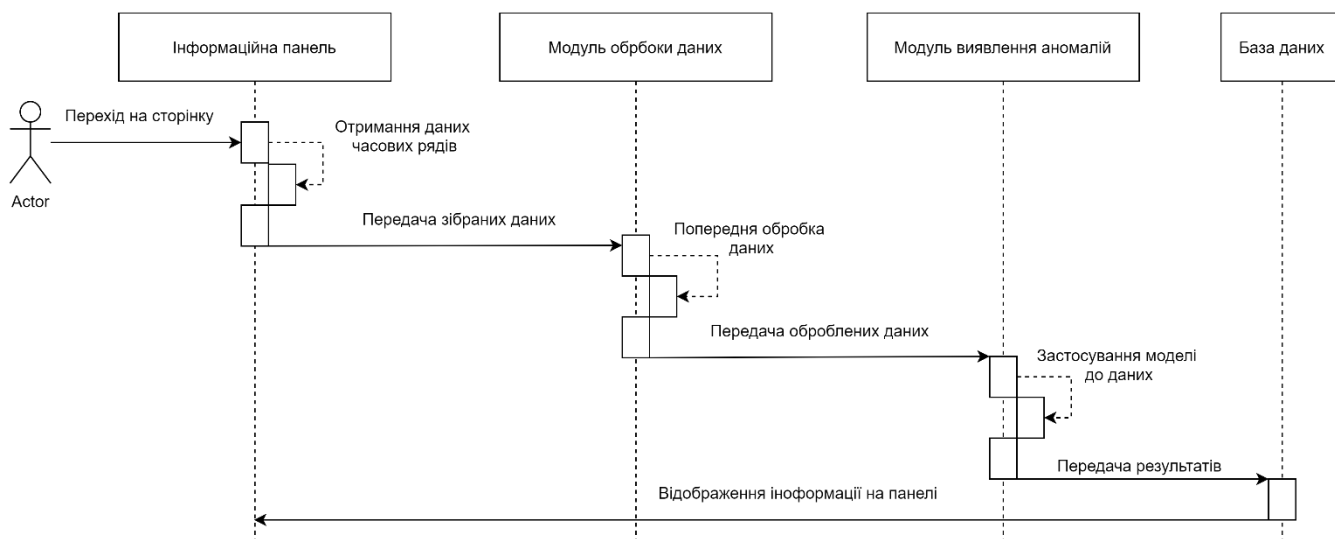 Інформаційна панель
Модуль обрбоки даних
Модуль виявлення аномалій
База даних
Перехід на сторінку
Отримання даних
часових рядів
Actor
Передача зібраних даних
Попередня обробка
даних
Передача оброблених даних
Застосування моделі
до даних
Передача результатів
Відображення іноформації на панелі